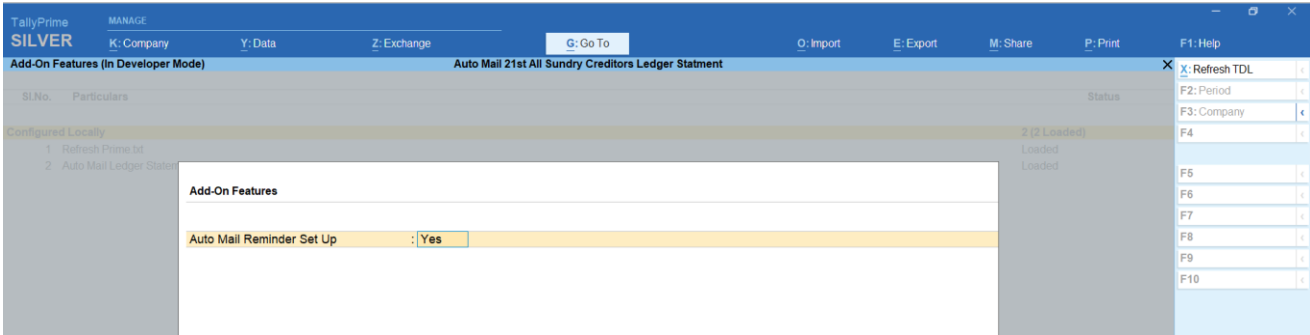 TallyPrime MANAGE
SILVER K: Company Y: Data Z: Exchange G: Go To O: Import E: Export M: Share P: Print F1: Help
Add-On Features (In Developer Mode) Auto Mail 21st All Sundry Creditors Ledger Statment X: Refresh TDL
Sl.No. Particulars Status F2: Period
F3: Company
Configured Locally 2 (2 Loaded) F4
1 Refresh Prime.txt Loaded
2 Auto Mail Ledger Loaded
F5
Add-On Features F6
F7
Auto Mail Reminder Set Up : Yes F8
F9
F10